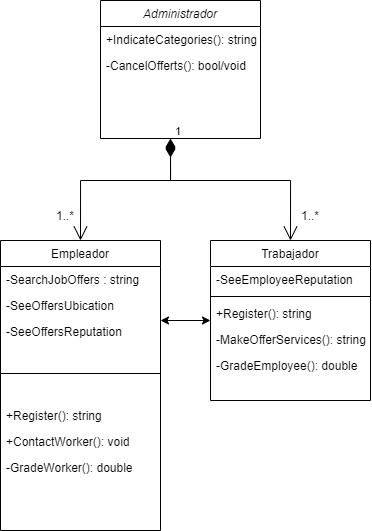 Administrador
+IndicateCategories(): string
-CancelOfferts(): bool/void
1
1..*
1..*
Empleador
-SearchJobOffers : string
-SeeOffersUbication
-SeeOffersReputation
+Register(): string
+ContactWorker(): void
-GradeWorker(): double
Trabajador
-SeeEmployeeReputation
+Register(): string
-MakeOfferServices(): string
-GradeEmployee(): double